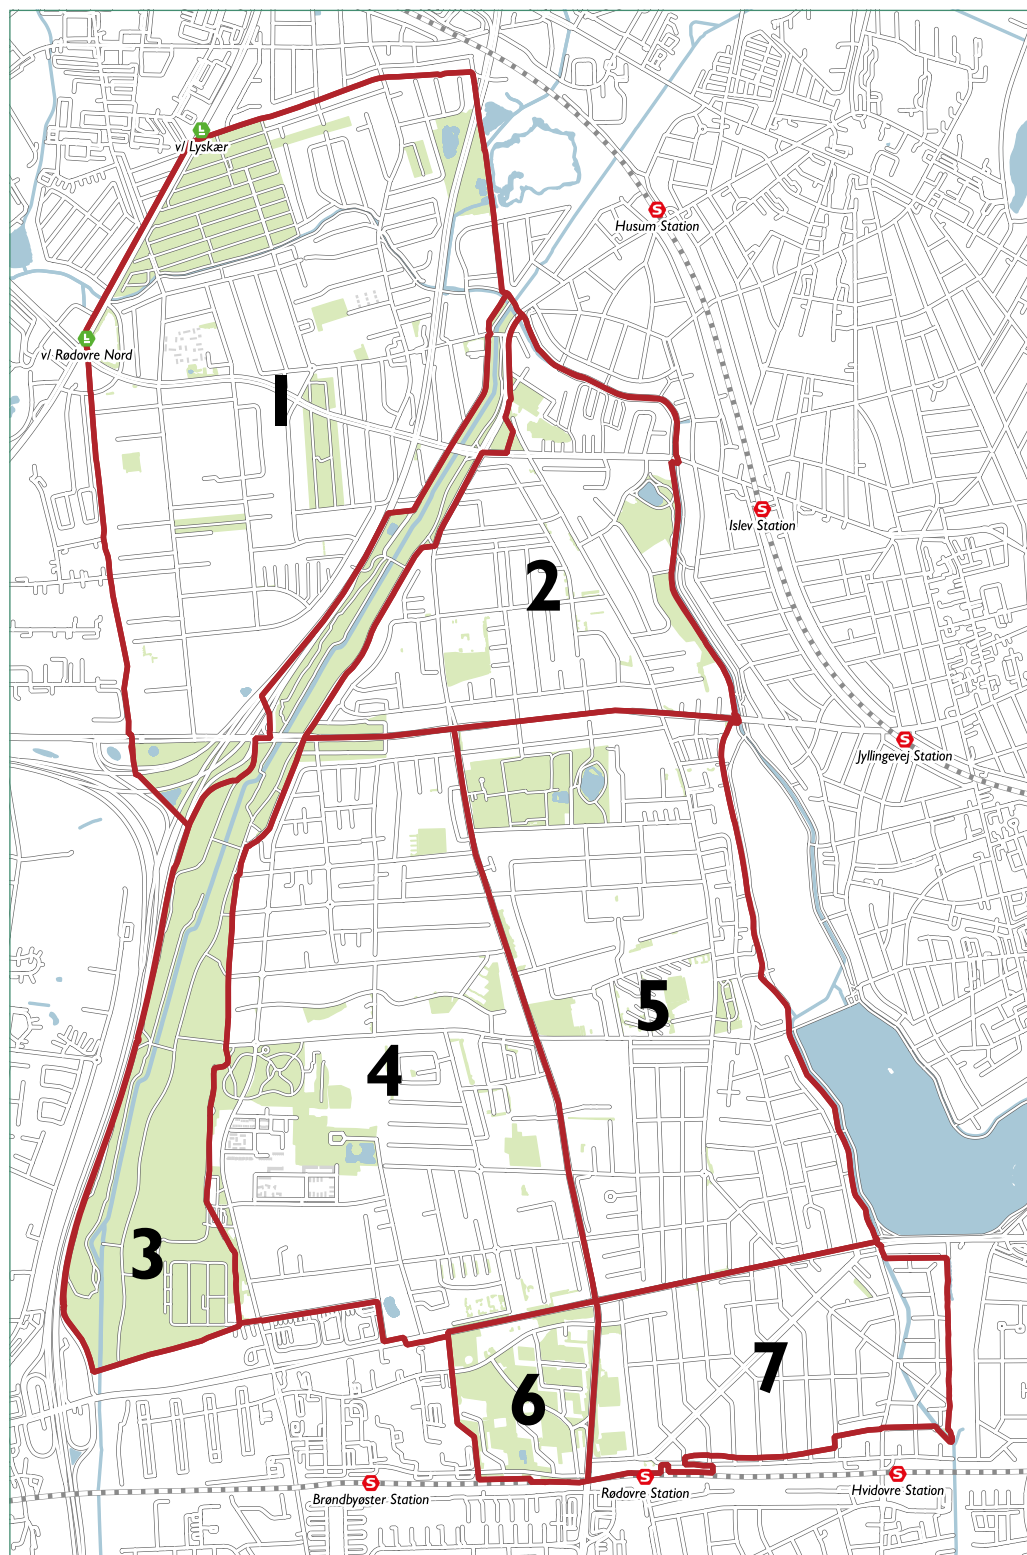 L
v/ Lyskær
S
Husum Station
L
v/ Rødovre Nord
1
S
Islev Station
2
S
Jyllingevej Station
5
4
3
7
6
S
Brøndbyøster Station
S
Rødovre Station
S
Hvidovre Station